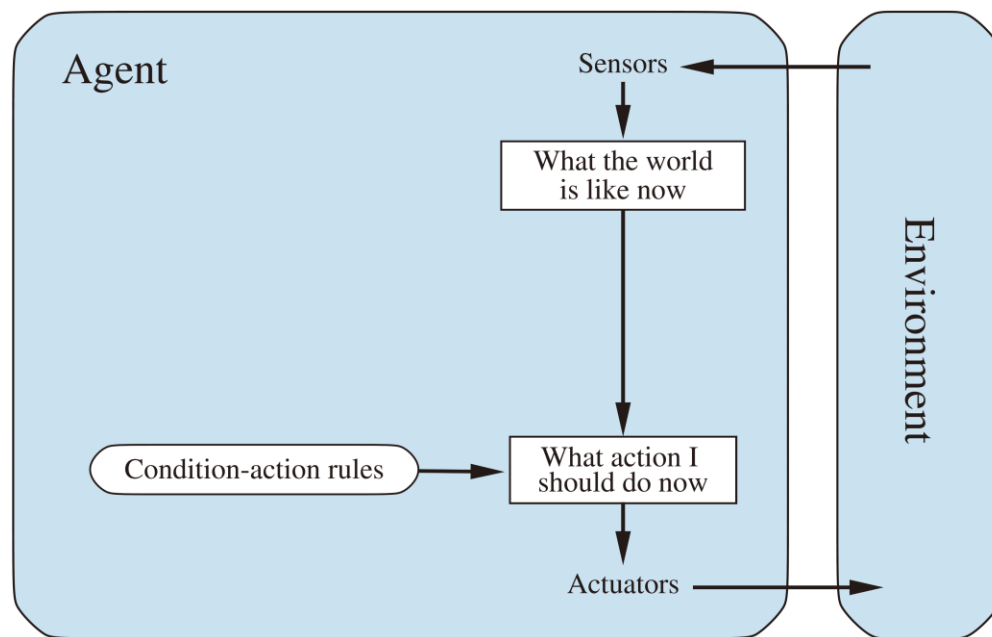 Agent
Sensors
What the world
is like now
Environment
Condition-action rules
What action I
should do now
Actuators